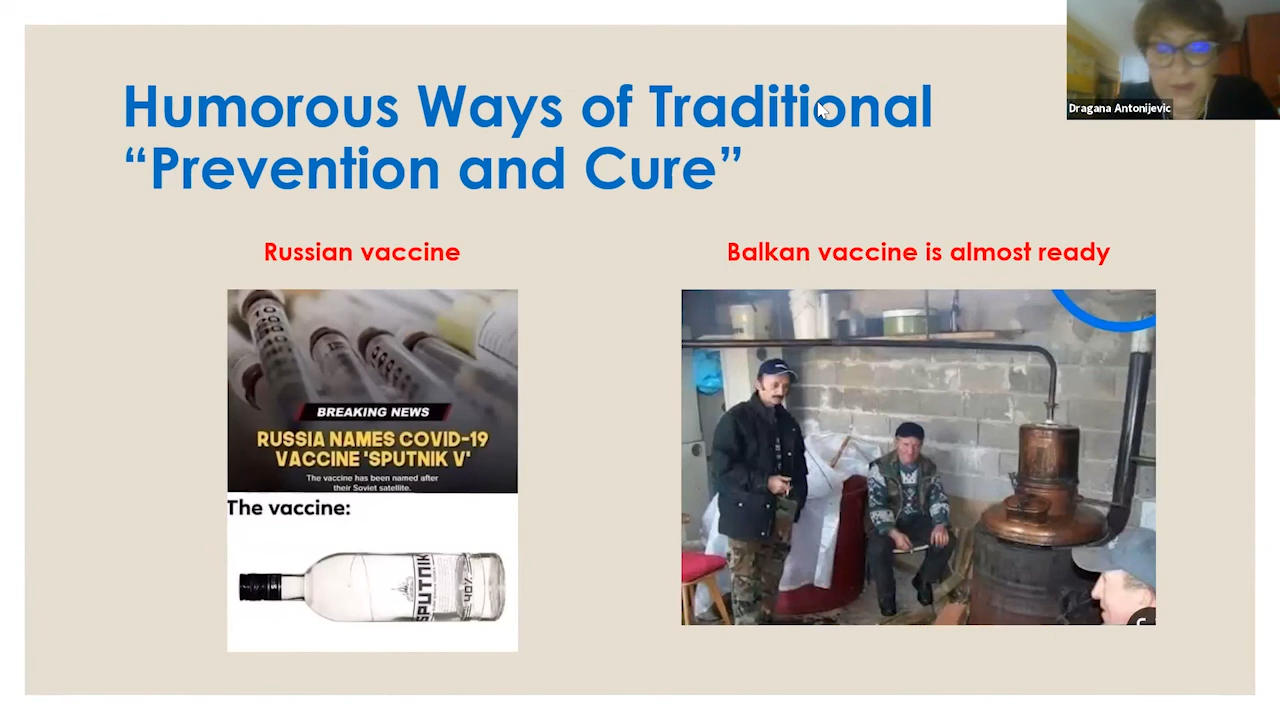 Humorous Ways of Traditional
“Prevention and Cure”
Dragana Antonijevic
Russian vaccine
Balkan vaccine is almost ready
BREAKING NEWS
RUSSIA NAMES COVID-19
VACCINE 'SPUTNIK V'
The vaccine has been named after
their Soviet satellite.
The vaccine:
SPUTNIK
40%